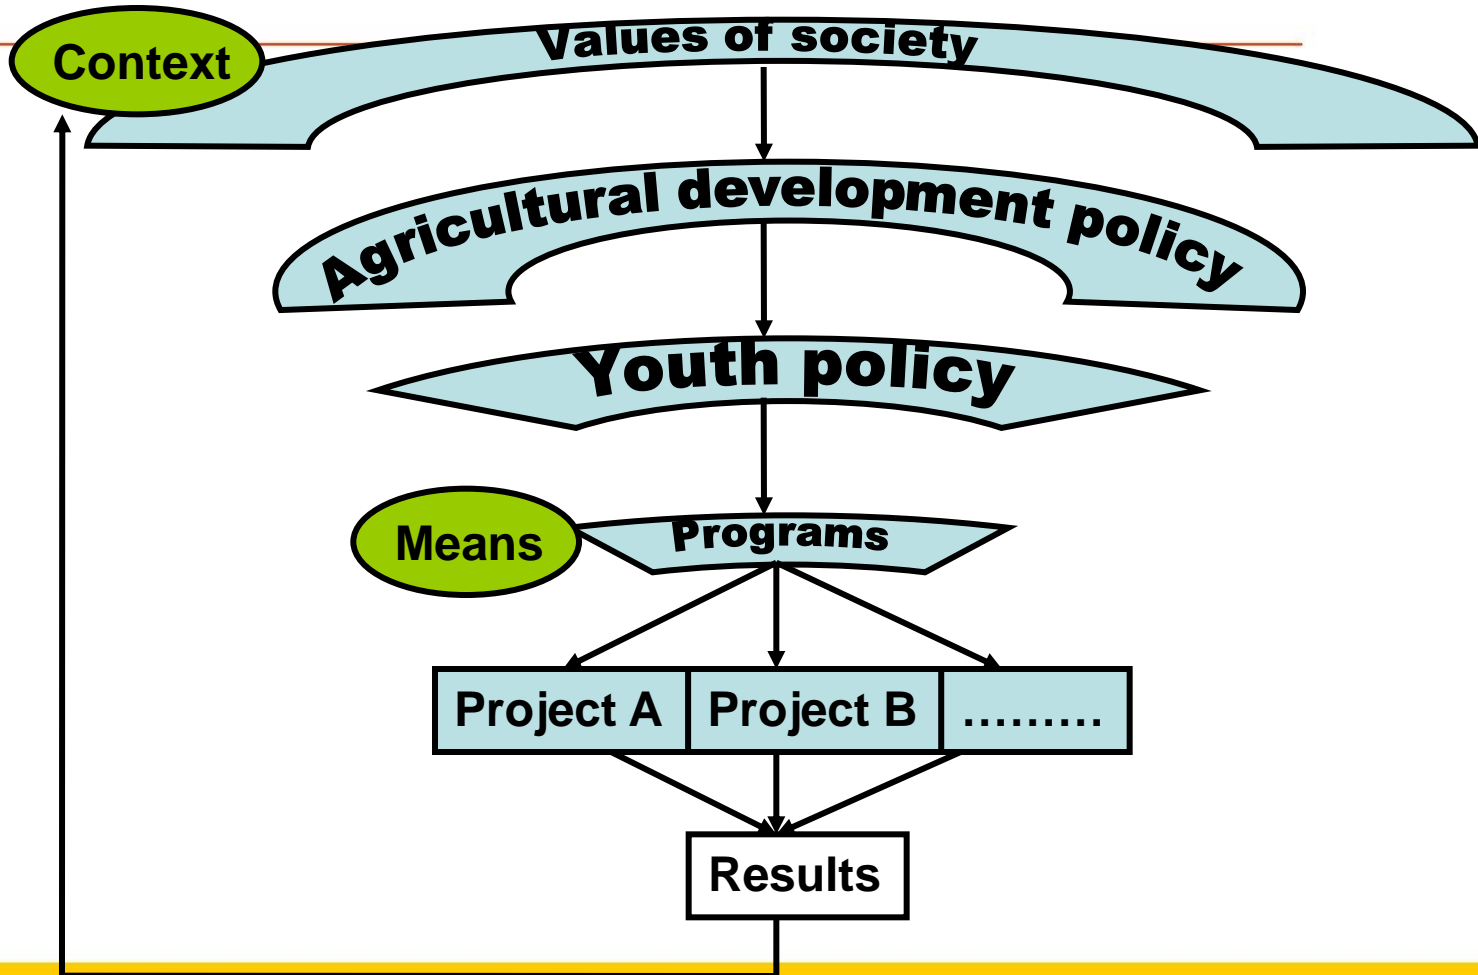 Context
Values of society
Agricultural development policy
Youth policy
Means
Programs
Project A
Project B
.........
Results